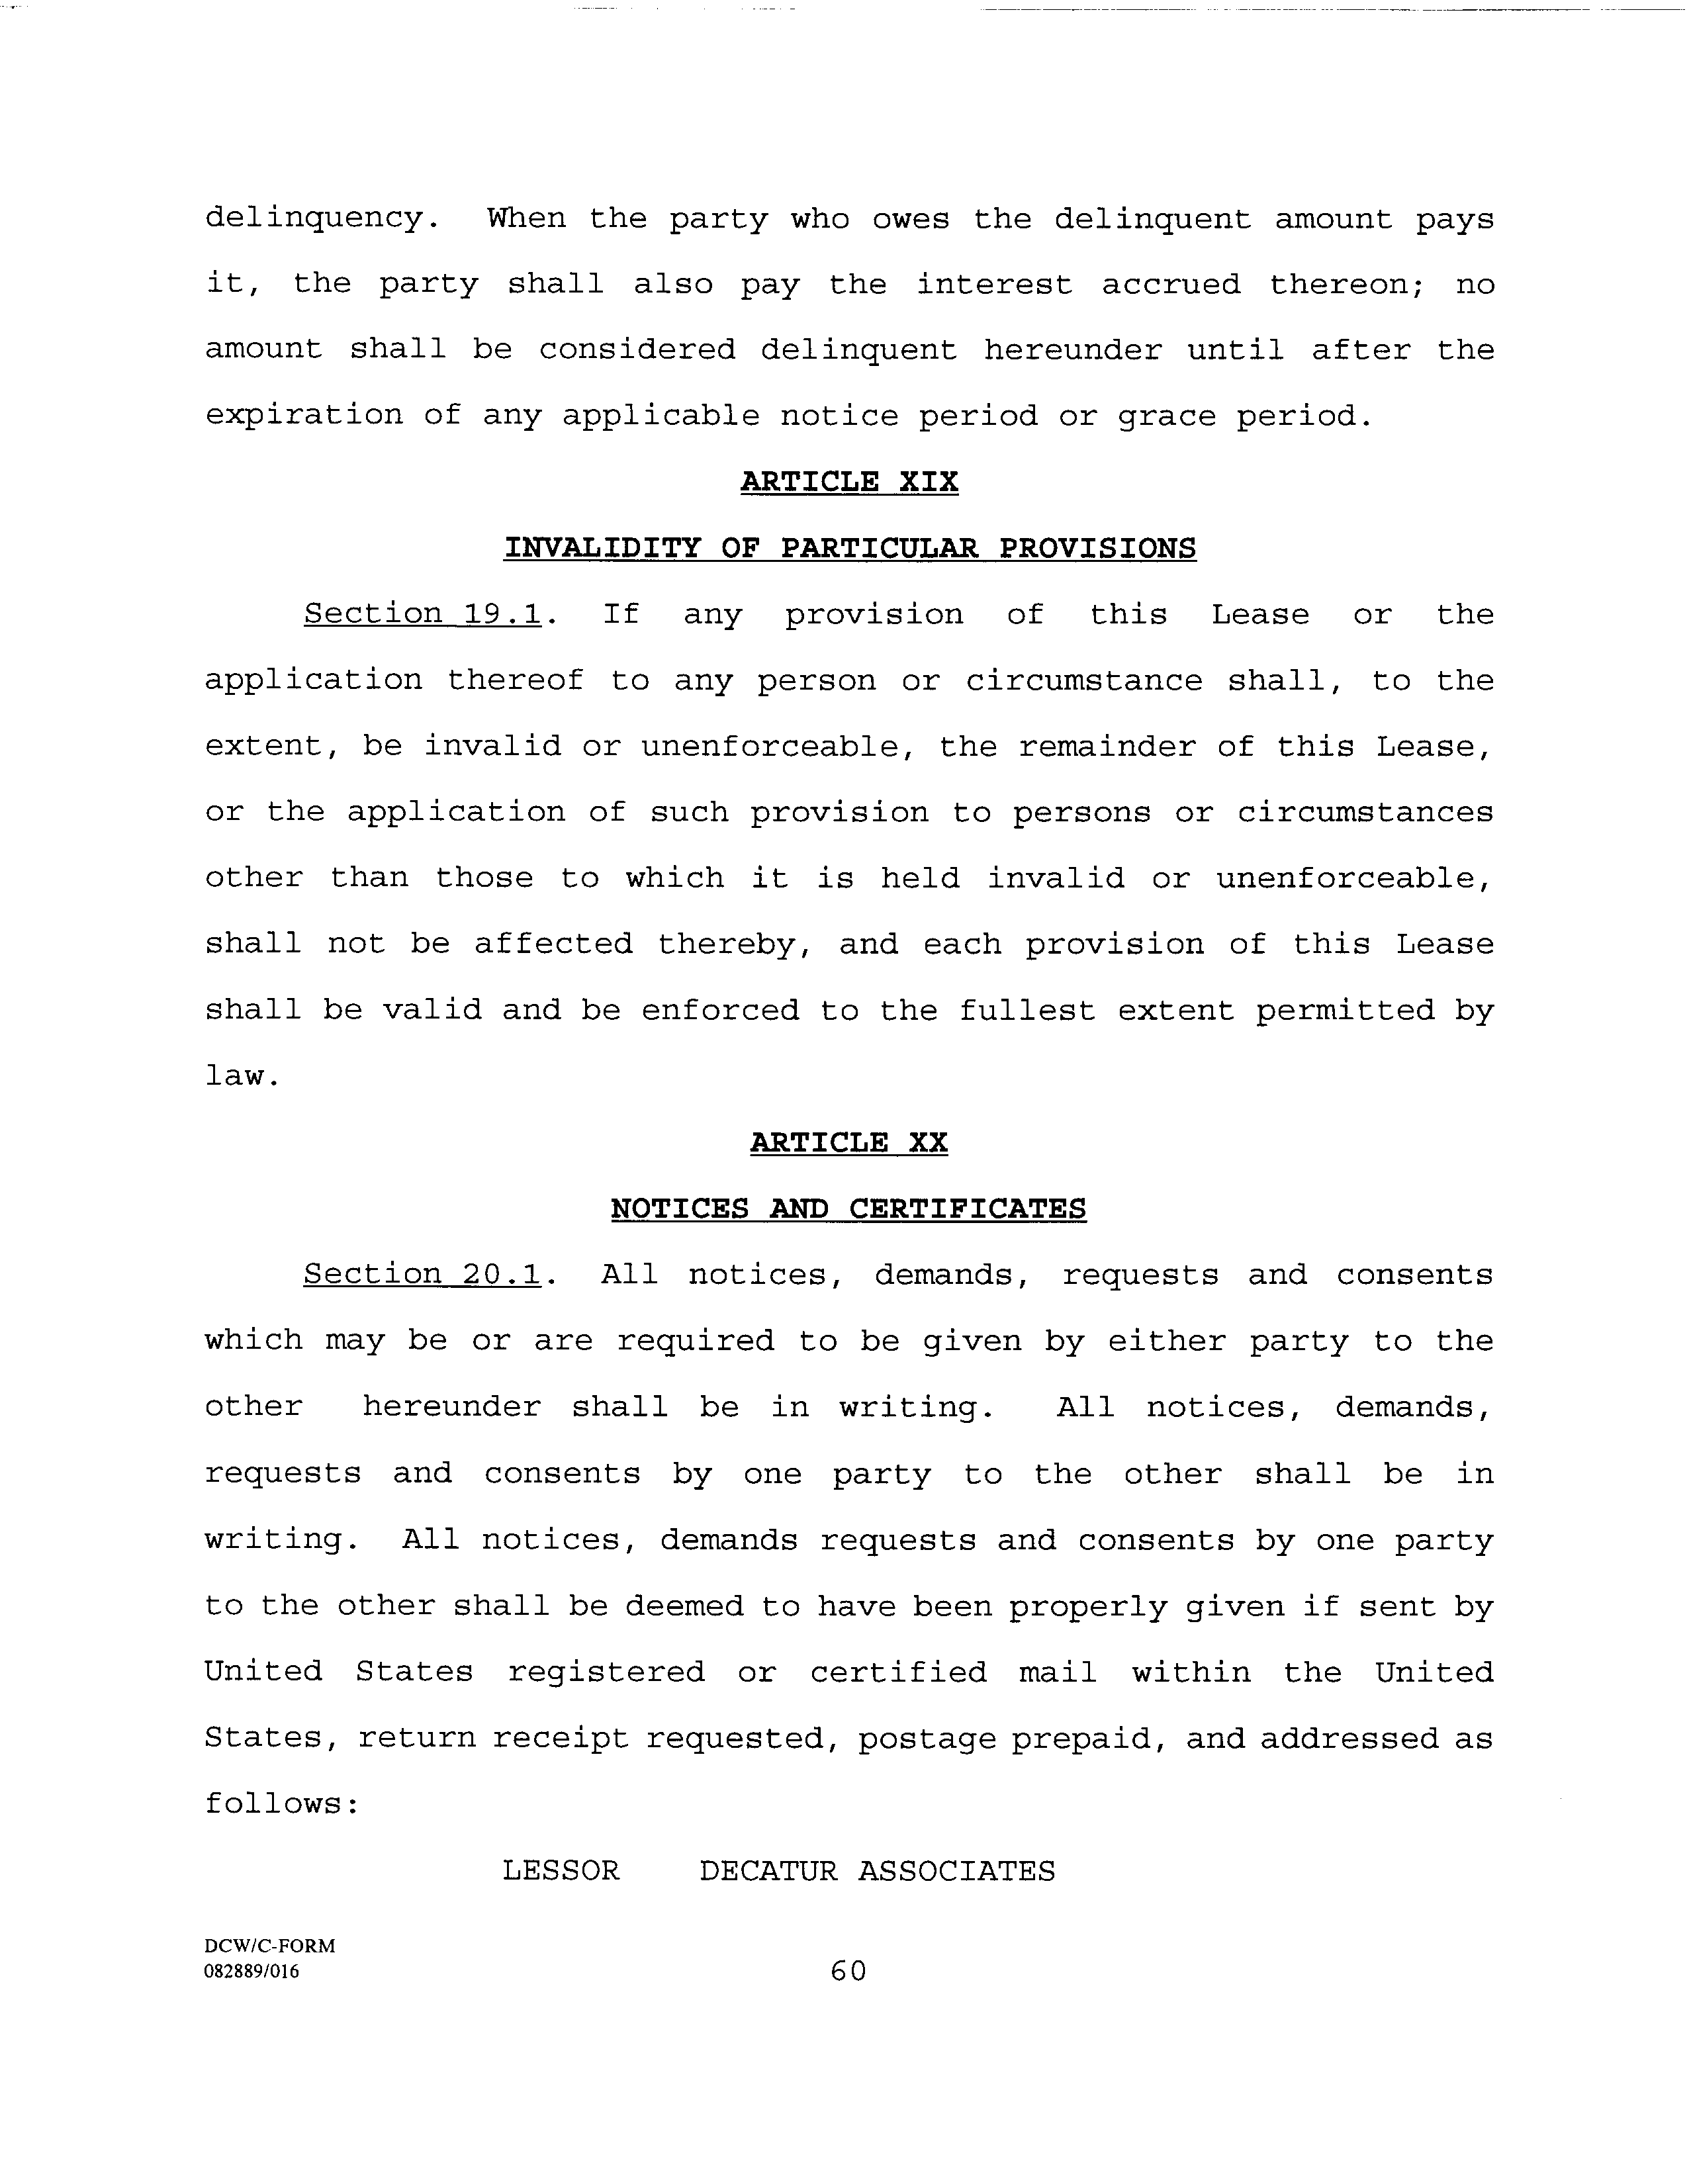 delinquency. When the party who owes the delinquent amount pays
it, the party shall also pay the interest accrued thereon; no
amount shall be considered delinquent hereunder until after the
expiration of any applicable notice period or grace period.
ARTICLE XIX
INVALIDITY OF PARTICULAR PROVISIONS
Section 19.1. If any provision of this Lease or the
application thereof to any person or circumstance shall, to the
extent, be invalid or unenforceable, the remainder of this Lease,
or the application of such provision to persons or circumstances
other than those to which it is held invalid or unenforceable,
shall not be affected thereby, and each provision of this Lease
shall be valid and be enforced to the fullest extent permitted by
law.
ARTICLE XX
NOTICES AND CERTIFICATES
Section 20.1. All notices, demands, requests and consents
which may be or are required to be given by either party to the
other hereunder shall be in writing. All notices, demands,
requests and consents by one party to the other shall be in
writing. All notices, demands requests and consents by one party
to the other shall be deemed to have been properly given if sent by
United States registered or certified mail within the United
States, return receipt requested, postage prepaid, and addressed as
follows:
LESSOR DECATUR ASSOCIATES
DCW/C-FORM
082889/016
60